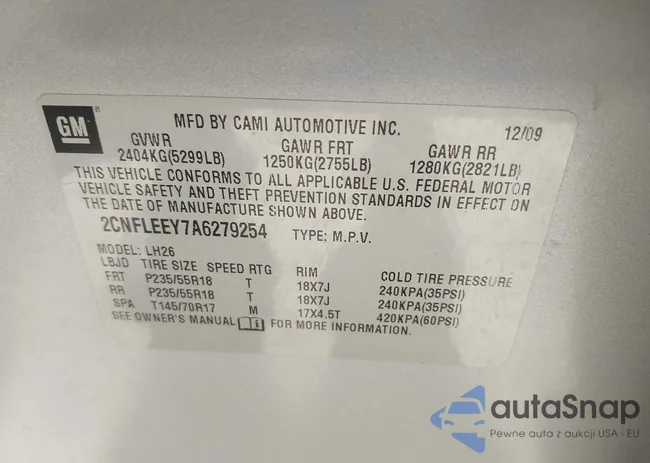 GM
MFD BY CAMI AUTOMOTIVE INC. 12/09
GVWR GAWR FRT GAWR RR
2404KG(5299LB) 1250KG(2755LB) 1280KG(2821LB)
THIS VEHICLE CONFORMS TO ALL APPLICABLE U.S. FEDERAL MOTOR
VEHICLE SAFETY AND THEFT PREVENTION STANDARDS IN EFFECT ON
THE DATE OF MANUFACTURE SHOWN ABOVE.
2CNFLEEY7A6279254 TYPE: M.P.V.
MODEL: LH26
LBJD TIRE SIZE SPEED RTG RIM COLD TIRE PRESSURE
FRT P235/55R18 T 18X7J 240KPA(35PSI)
RR P235/55R18 T 18X7J 240KPA(35PSI)
SPA T145/70R17 M 17X4.5T 420KPA(60PSI)
SEE OWNER'S MANUAL FOR MORE INFORMATION.
autaSnap
Pewne auta z aukcji USA i EU